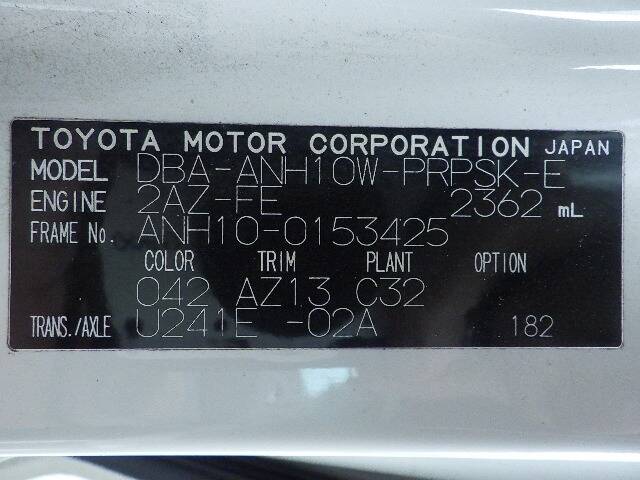 TOYOTA MOTOR CORPORATION JAPAN
MODEL DBA-ANH10W-PRPSK-E
ENGINE 2AZ-FE 2362 mL
FRAME No. ANH10-0153425
COLOR TRIM PLANT OPTION
042 AZ13 C32
TRANS./AXLE U241E -02A 182